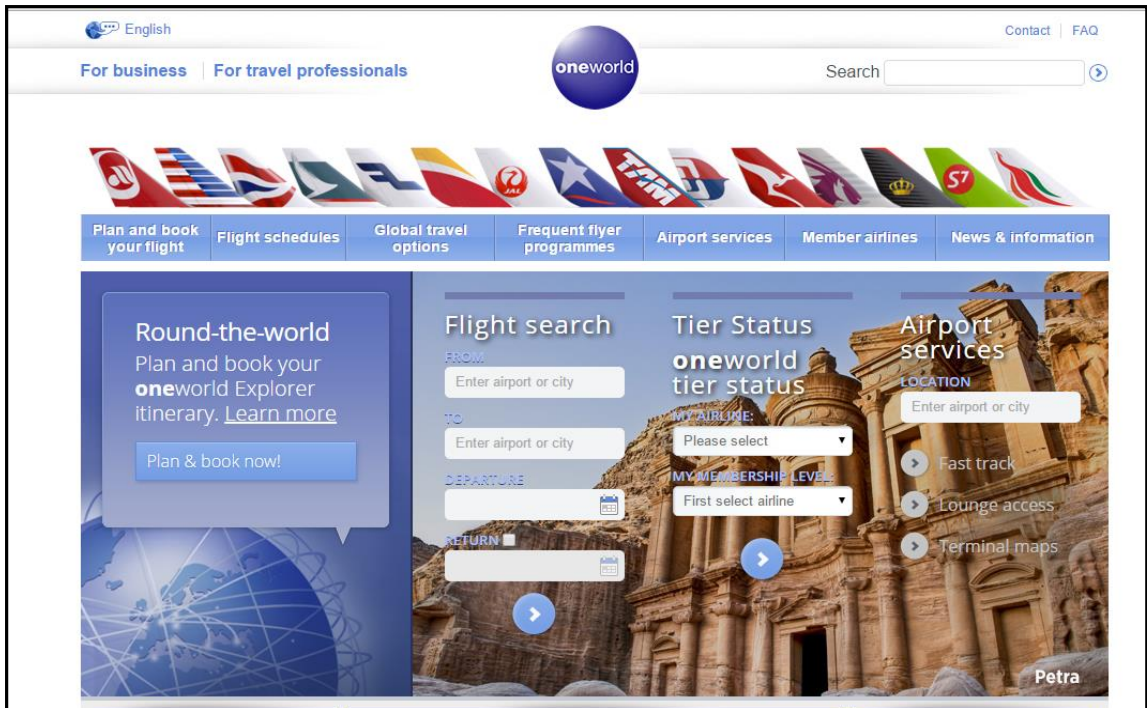 English
Contact | FAQ
For business | For travel professionals
oneworld
Search
JAL
TAM
S7
Plan and book
your flight
Flight schedules
Global travel
options
Frequent flyer
programmes
Airport services
Member airlines
News & information
Round-the-world
Plan and book your
oneworld Explorer
itinerary. Learn more
Plan & book now!
Flight search
FROM
Enter airport or city
TO
Enter airport or city
DEPARTURE
RETURN
Tier Status
oneworld
tier status
MY AIRLINE:
Please select
MY MEMBERSHIP LEVEL:
First select airline
Airport
services
LOCATION
Enter airport or city
Fast track
Lounge access
Terminal maps
Petra